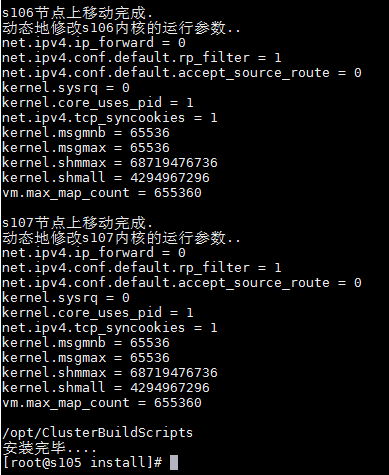 s106节点上移动完成.
动态地修改s106内核的运行参数..
net.ipv4.ip_forward = 0
net.ipv4.conf.default.rp_filter = 1
net.ipv4.conf.default.accept_source_route = 0
kernel.sysrq = 0
kernel.core_uses_pid = 1
net.ipv4.tcp_syncookies = 1
kernel.msgmnb = 65536
kernel.msgmax = 65536
kernel.shmmax = 68719476736
kernel.shmall = 4294967296
vm.max_map_count = 655360
s107节点上移动完成.
动态地修改s107内核的运行参数..
net.ipv4.ip_forward = 0
net.ipv4.conf.default.rp_filter = 1
net.ipv4.conf.default.accept_source_route = 0
kernel.sysrq = 0
kernel.core_uses_pid = 1
net.ipv4.tcp_syncookies = 1
kernel.msgmnb = 65536
kernel.msgmax = 65536
kernel.shmmax = 68719476736
kernel.shmall = 4294967296
vm.max_map_count = 655360
/opt/ClusterBuildScripts
安装完毕....
[root@s105 install]#